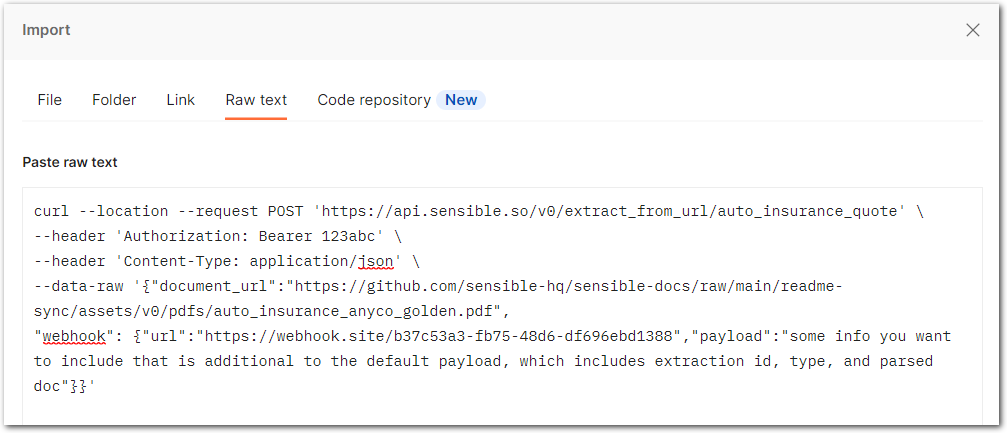 Import
File Folder Link Raw text Code repository New
Paste raw text
curl --location --request POST 'https://api.sensible.so/v0/extract_from_url/auto_insurance_quote' \
--header 'Authorization: Bearer 123abc' \
--header 'Content-Type: application/json' \
--data-raw '{"document_url":"https://github.com/sensible-hq/sensible-docs/raw/main/readme-
sync/assets/v0/pdfs/auto_insurance_anyco_golden.pdf",
"webhook": {"url":"https://webhook.site/b37c53a3-fb75-48d6-df696ebd1388","payload":"some info you want
to include that is additional to the default payload, which includes extraction id, type, and parsed
doc"}}'